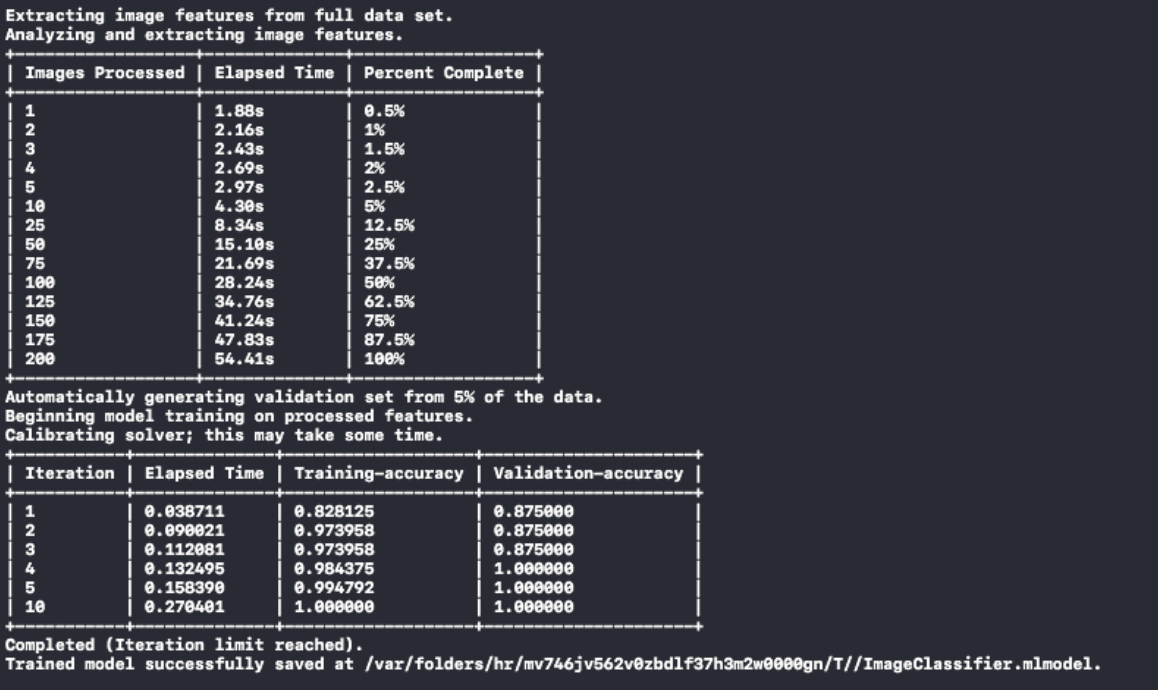 Extracting image features from full data set.
Analyzing and extracting image features.
| Images Processed | Elapsed Time | Percent Complete |
| 1 | 1.88s | 0.5% |
| 2 | 2.16s | 1% |
| 3 | 2.43s | 1.5% |
| 4 | 2.69s | 2% |
| 5 | 2.97s | 2.5% |
| 10 | 4.30s | 5% |
| 25 | 8.34s | 12.5% |
| 50 | 15.10s | 25% |
| 75 | 21.69s | 37.5% |
| 100 | 28.24s | 50% |
| 125 | 34.76s | 62.5% |
| 150 | 41.24s | 75% |
| 175 | 47.83s | 87.5% |
| 200 | 54.41s | 100% |
Automatically generating validation set from 5% of the data.
Beginning model training on processed features.
Calibrating solver; this may take some time.
| Iteration | Elapsed Time | Training-accuracy | Validation-accuracy |
| 1 | 0.038711 | 0.828125 | 0.875000 |
| 2 | 0.090021 | 0.973958 | 0.875000 |
| 3 | 0.112081 | 0.973958 | 0.875000 |
| 4 | 0.132495 | 0.984375 | 1.000000 |
| 5 | 0.158390 | 0.994792 | 1.000000 |
| 10 | 0.270401 | 1.000000 | 1.000000 |
Completed (Iteration limit reached).
Trained model successfully saved at /var/folders/hr/mv746jv562v0zbdlf37h3m2w0000gn/T//ImageClassifier.mlmodel.